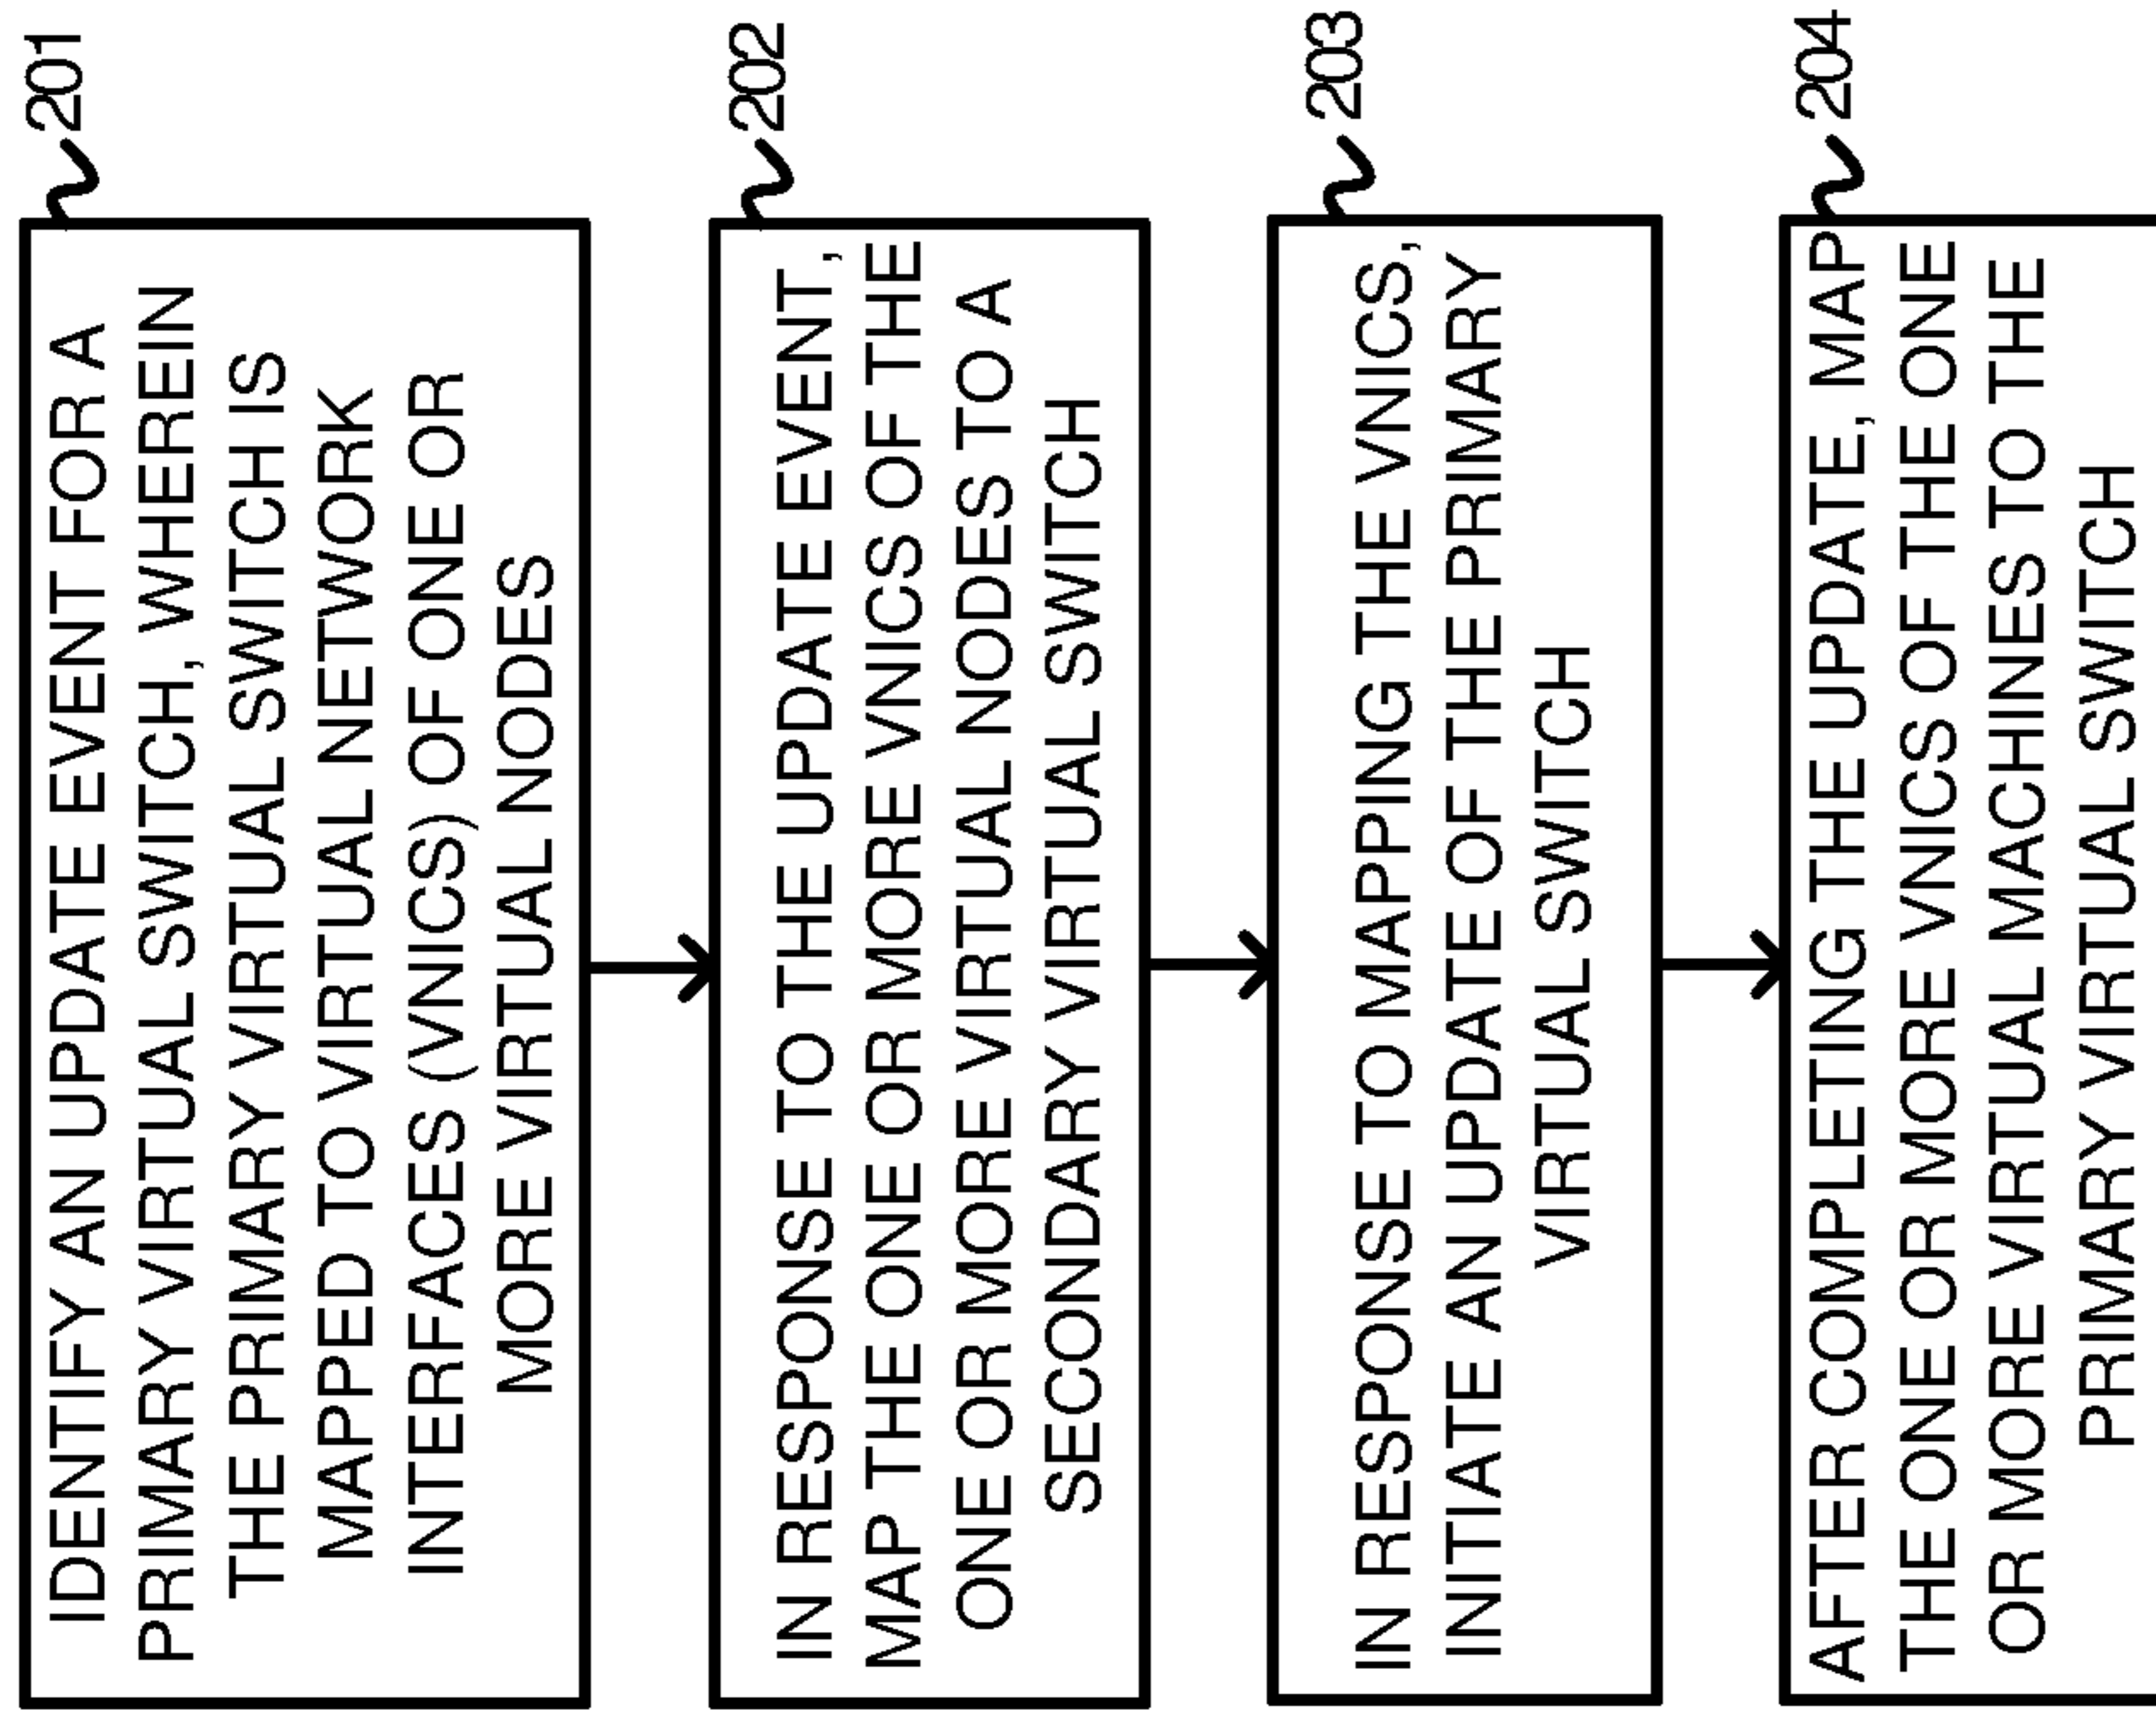 201
IDENTIFY AN UPDATE EVENT FOR A
PRIMARY VIRTUAL SWITCH, WHEREIN
THE PRIMARY VIRTUAL SWITCH IS
MAPPED TO VIRTUAL NETWORK
INTERFACES (VNICS) OF ONE OR
MORE VIRTUAL NODES
202
IN RESPONSE TO THE UPDATE EVENT,
MAP THE ONE OR MORE VNICS OF THE
ONE OR MORE VIRTUAL NODES TO A
SECONDARY VIRTUAL SWITCH
203
IN RESPONSE TO MAPPING THE VNICS,
INITIATE AN UPDATE OF THE PRIMARY
VIRTUAL SWITCH
204
AFTER COMPLETING THE UPDATE, MAP
THE ONE OR MORE VNICS OF THE ONE
OR MORE VIRTUAL MACHINES TO THE
PRIMARY VIRTUAL SWITCH